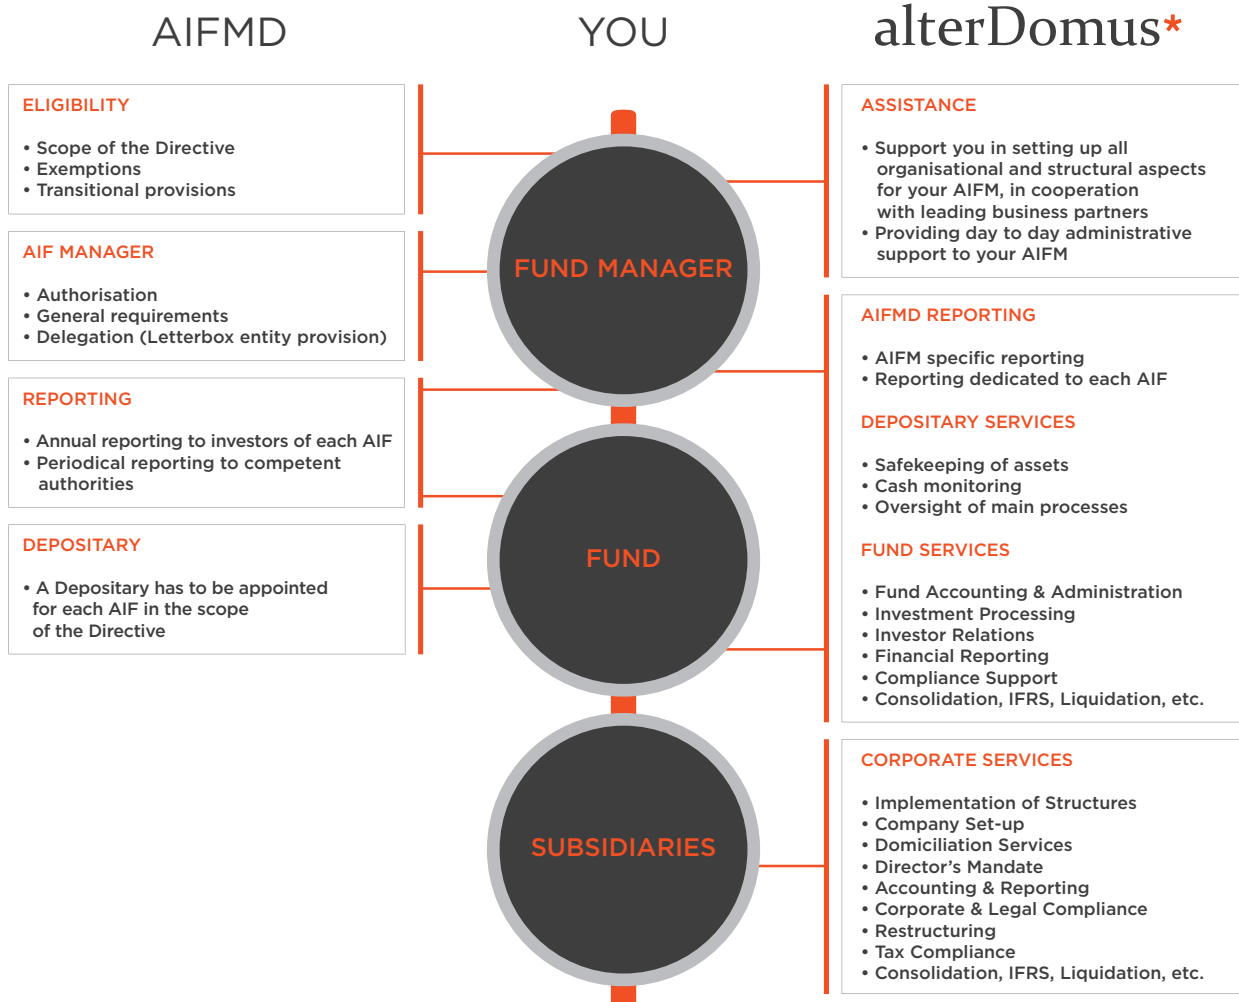 AIFMD
YOU
alterDomus*
ELIGIBILITY
• Scope of the Directive
• Exemptions
• Transitional provisions
AIF MANAGER
• Authorisation
• General requirements
• Delegation (Letterbox entity provision)
REPORTING
• Annual reporting to investors of each AIF
• Periodical reporting to competent
authorities
DEPOSITARY
• A Depositary has to be appointed
for each AIF in the scope
of the Directive
FUND MANAGER
FUND
SUBSIDIARIES
ASSISTANCE
• Support you in setting up all
organisational and structural aspects
for your AIFM, in cooperation
with leading business partners
• Providing day to day administrative
support to your AIFM
AIFMD REPORTING
• AIFM specific reporting
• Reporting dedicated to each AIF
DEPOSITARY SERVICES
• Safekeeping of assets
• Cash monitoring
• Oversight of main processes
FUND SERVICES
• Fund Accounting & Administration
• Investment Processing
• Investor Relations
• Financial Reporting
• Compliance Support
• Consolidation, IFRS, Liquidation, etc.
CORPORATE SERVICES
• Implementation of Structures
• Company Set-up
• Domiciliation Services
• Director’s Mandate
• Accounting & Reporting
• Corporate & Legal Compliance
• Restructuring
• Tax Compliance
• Consolidation, IFRS, Liquidation, etc.